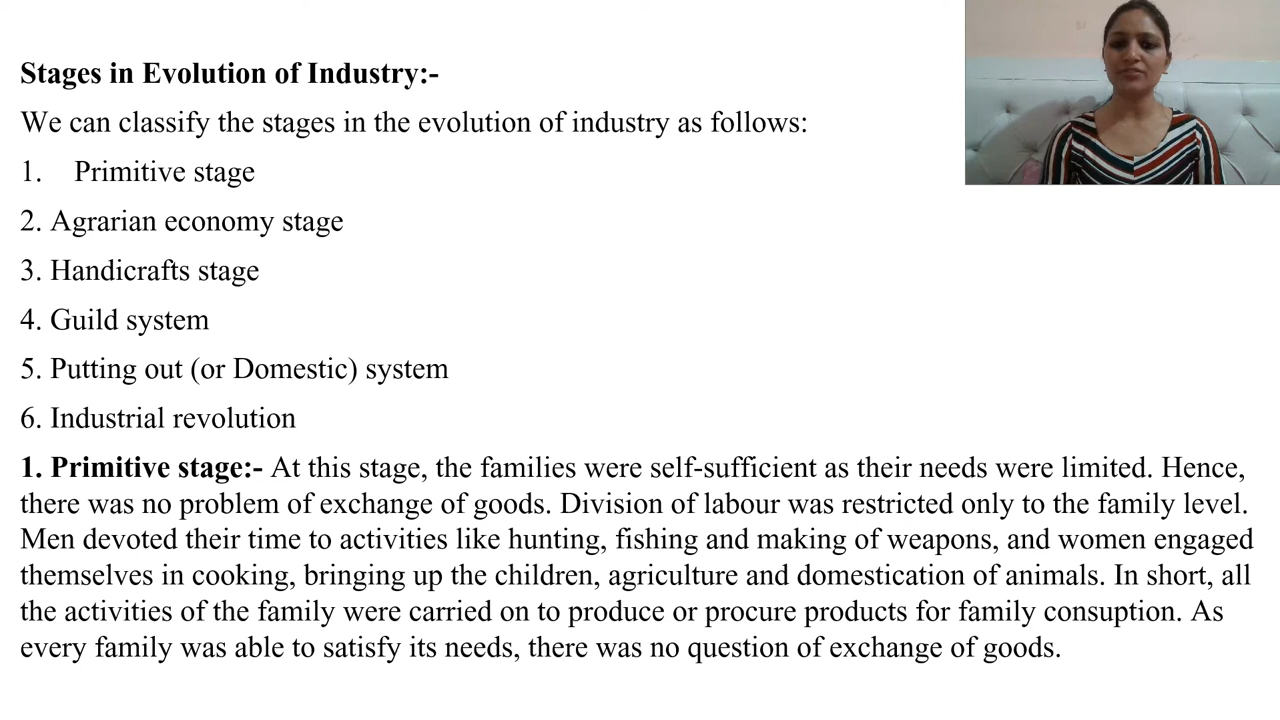 Stages in Evolution of Industry:-
We can classify the stages in the evolution of industry as follows:
1. Primitive stage
2. Agrarian economy stage
3. Handicrafts stage
4. Guild system
5. Putting out (or Domestic) system
6. Industrial revolution
1. Primitive stage:- At this stage, the families were self-sufficient as their needs were limited. Hence,
there was no problem of exchange of goods. Division of labour was restricted only to the family level.
Men devoted their time to activities like hunting, fishing and making of weapons, and women engaged
themselves in cooking, bringing up the children, agriculture and domestication of animals. In short, all
the activities of the family were carried on to produce or procure products for family consuption. As
every family was able to satisfy its needs, there was no question of exchange of goods.